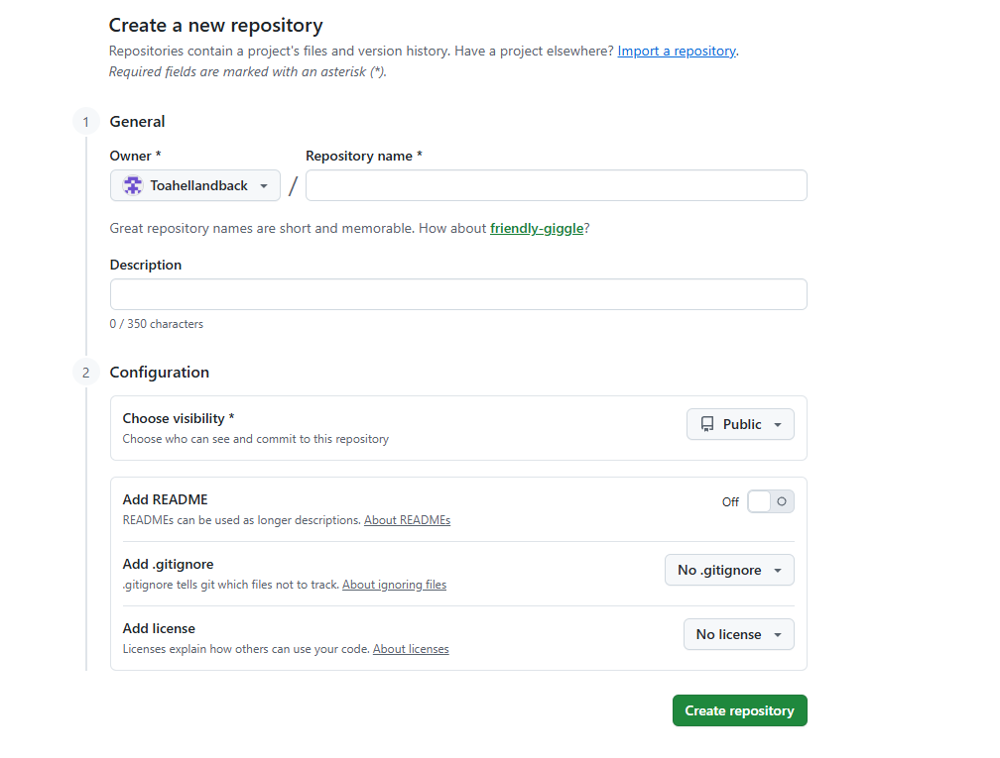 Create a new repository
Repositories contain a project's files and version history. Have a project elsewhere? Import a repository.
Required fields are marked with an asterisk (*).
1 General
Owner * Repository name *
Toahellandback /
Great repository names are short and memorable. How about friendly-giggle?
Description
0 / 350 characters
2 Configuration
Choose visibility *
Choose who can see and commit to this repository
Public
Add README
READMEs can be used as longer descriptions. About READMEs
Off
Add .gitignore
.gitignore tells git which files not to track. About ignoring files
No .gitignore
Add license
Licenses explain how others can use your code. About licenses
No license
Create repository